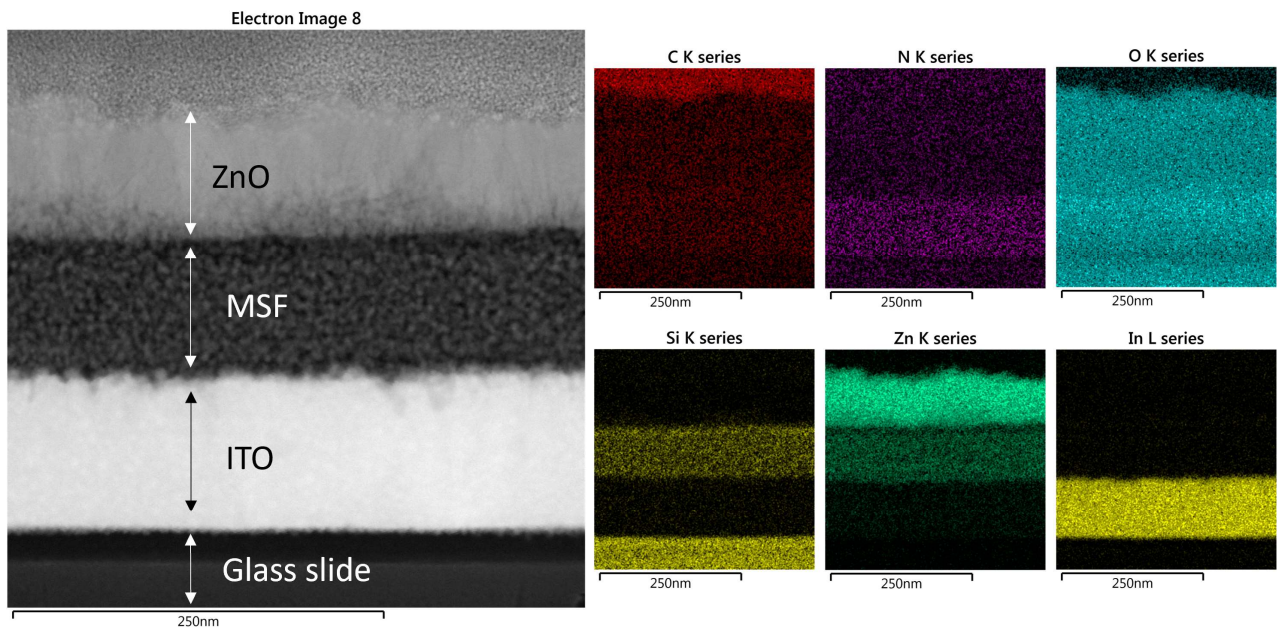 Electron Image 8
ZnO
MSF
ITO
Glass slide
250nm
C K series
N K series
O K series
250nm
250nm
250nm
Si K series
Zn K series
In L series
250nm
250nm
250nm